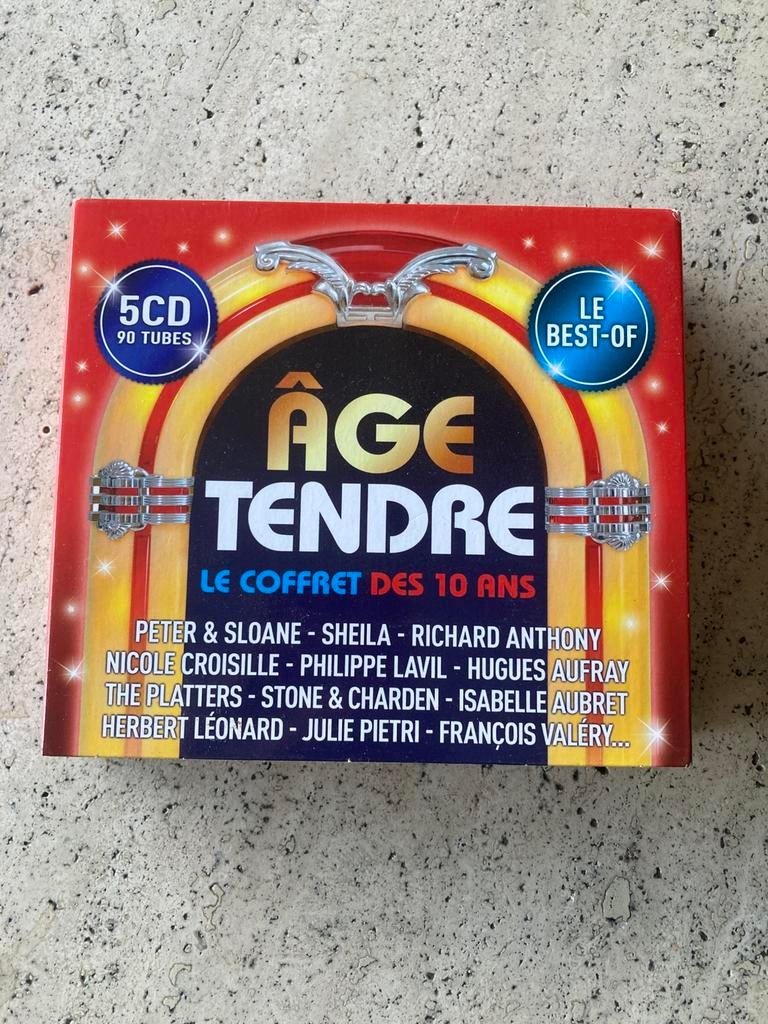 5CD
90 TUBES
LE
BEST-OF
ÂGE
TENDRE
LE COFFRET DES 10 ANS
PETER & SLOANE - SHEILA - RICHARD ANTHONY
NICOLE CROISILLE - PHILIPPE LAVIL - HUGUES AUFRAY
THE PLATTERS - STONE & CHARDEN - ISABELLE AUBRET
HERBERT LÉONARD - JULIE PIETRI - FRANÇOIS VALÉRY...